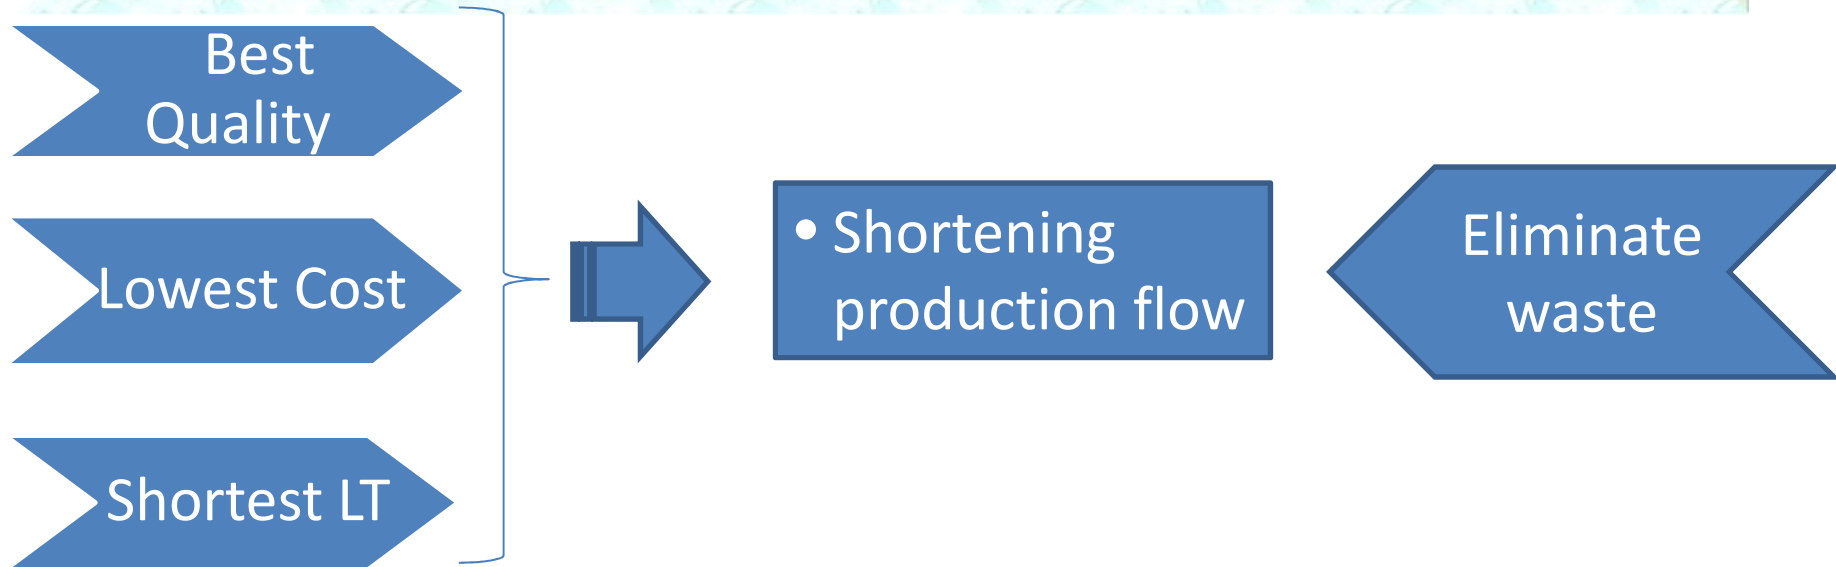 Best
Quality
Lowest Cost
Shortest LT
• Shortening
production flow
Eliminate
waste